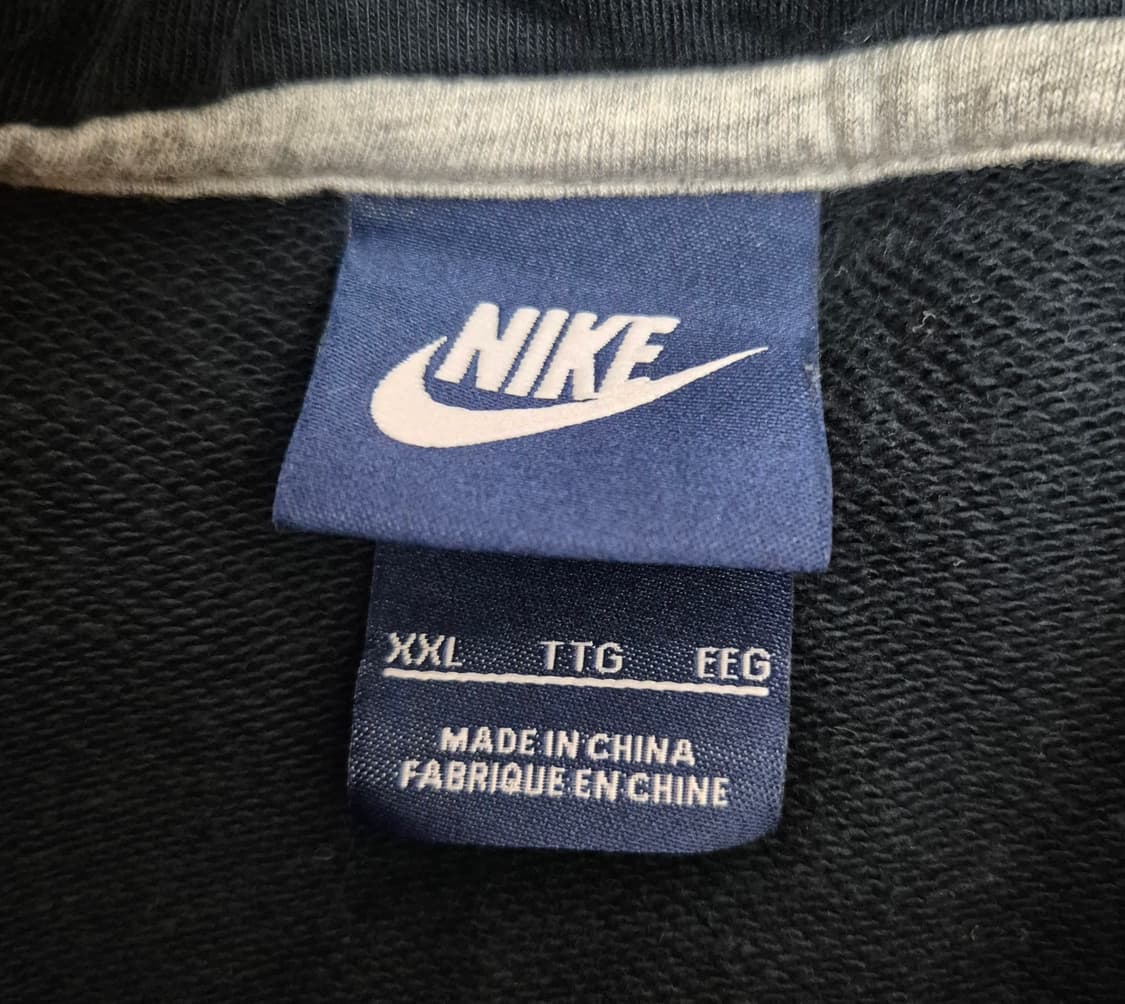 NIKE
XXL TTG EEG
MADE IN CHINA
FABRIQUE EN CHINE